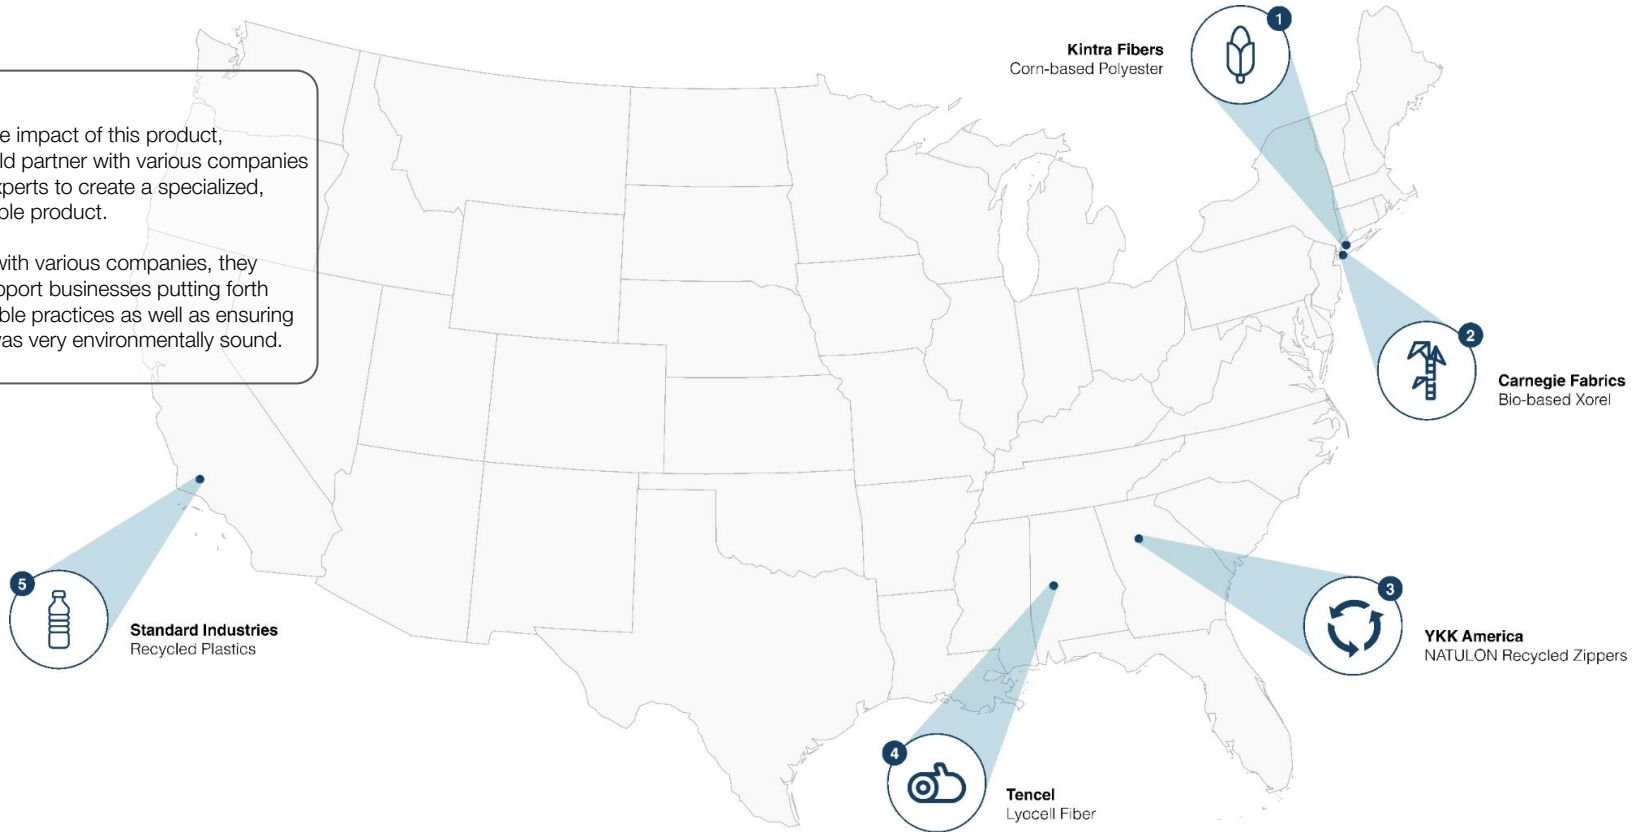 e impact of this product,
ld partner with various companies
xperts to create a specialized,
ble product.
with various companies, they
pport businesses putting forth
ble practices as well as ensuring
was very environmentally sound.
1
Kintra Fibers
Corn-based Polyester
2
Carnegie Fabrics
Bio-based Xorel
3
YKK America
NATULON Recycled Zippers
4
Tencel
Lyocell Fiber
5
Standard Industries
Recycled Plastics